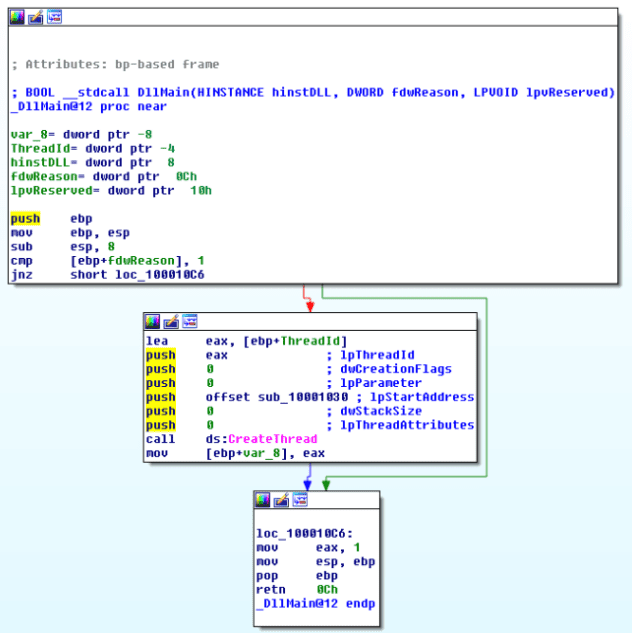 ; Attributes: bp-based frame
; BOOL __stdcall DllMain(HINSTANCE hinstDLL, DWORD fdwReason, LPVOID lpvReserved)
_DllMain@12 proc near
var_8= dword ptr -8
ThreadId= dword ptr -4
hinstDLL= dword ptr  8
fdwReason= dword ptr  0Ch
lpvReserved= dword ptr  10h
push    ebp
mov     ebp, esp
sub     esp, 8
cmp     [ebp+fdwReason], 1
jnz     short loc_100010C6
lea     eax, [ebp+ThreadId]
push    eax             ; lpThreadId
push    0               ; dwCreationFlags
push    0               ; lpParameter
push    offset sub_10001030 ; lpStartAddress
push    0               ; dwStackSize
push    0               ; lpThreadAttributes
call    ds:CreateThread
mov     [ebp+var_8], eax
loc_100010C6:
mov     eax, 1
mov     esp, ebp
pop     ebp
retn    0Ch
_DllMain@12 endp